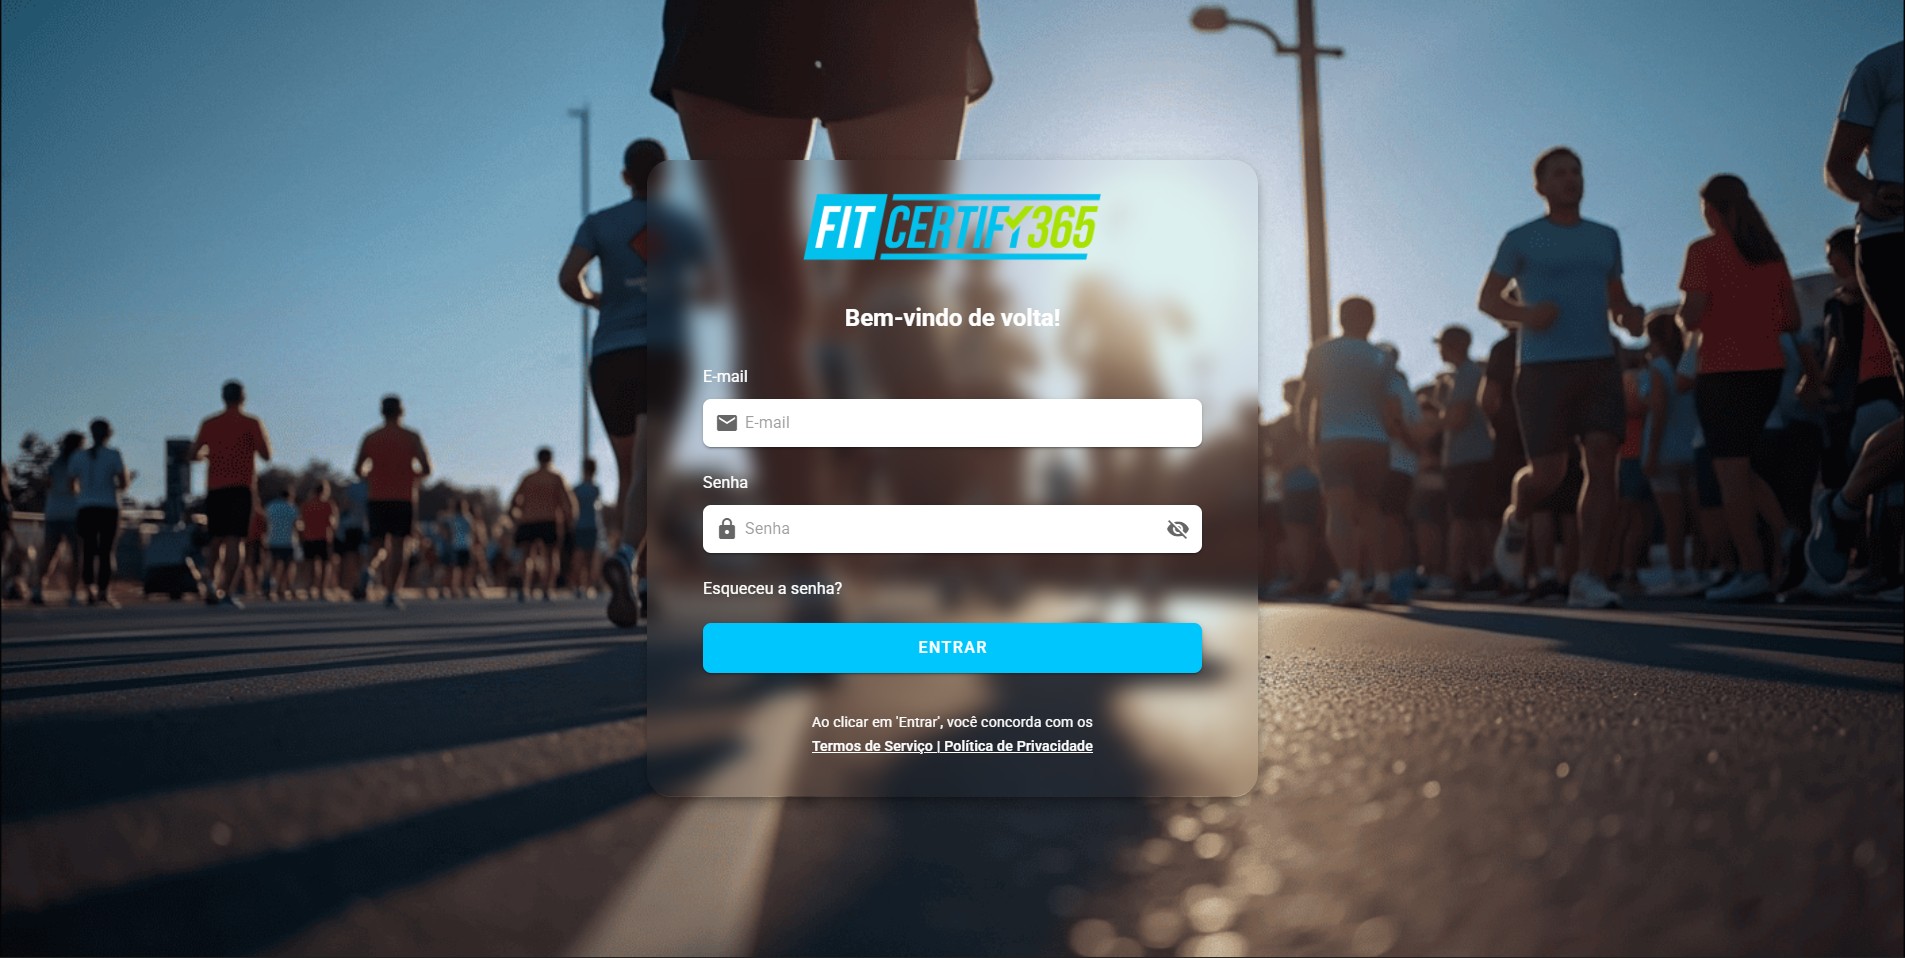 FIT CERTIFY365
Bem-vindo de volta!
E-mail
E-mail
Senha
Senha
Esqueceu a senha?
ENTRAR
Ao clicar em 'Entrar', você concorda com os
Termos de Serviço | Política de Privacidade